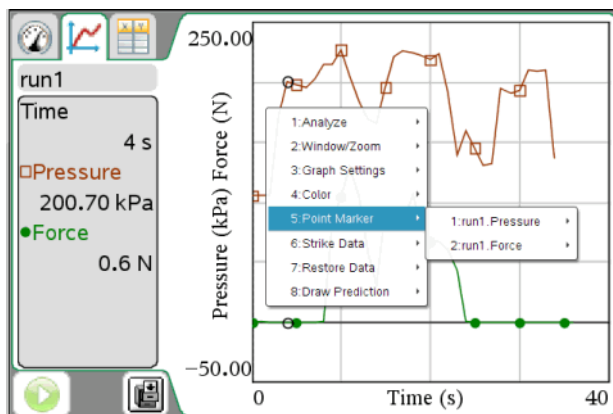 run1
Time
4 s
Pressure
200.70 kPa
Force
0.6 N
250.00
Pressure (kPa) Force (N)
−50.00
0
Time (s)
40
1:Analyze
2:Window/Zoom
3:Graph Settings
4:Color
5:Point Marker
6:Strike Data
7:Restore Data
8:Draw Prediction
1:run1.Pressure
2:run1.Force